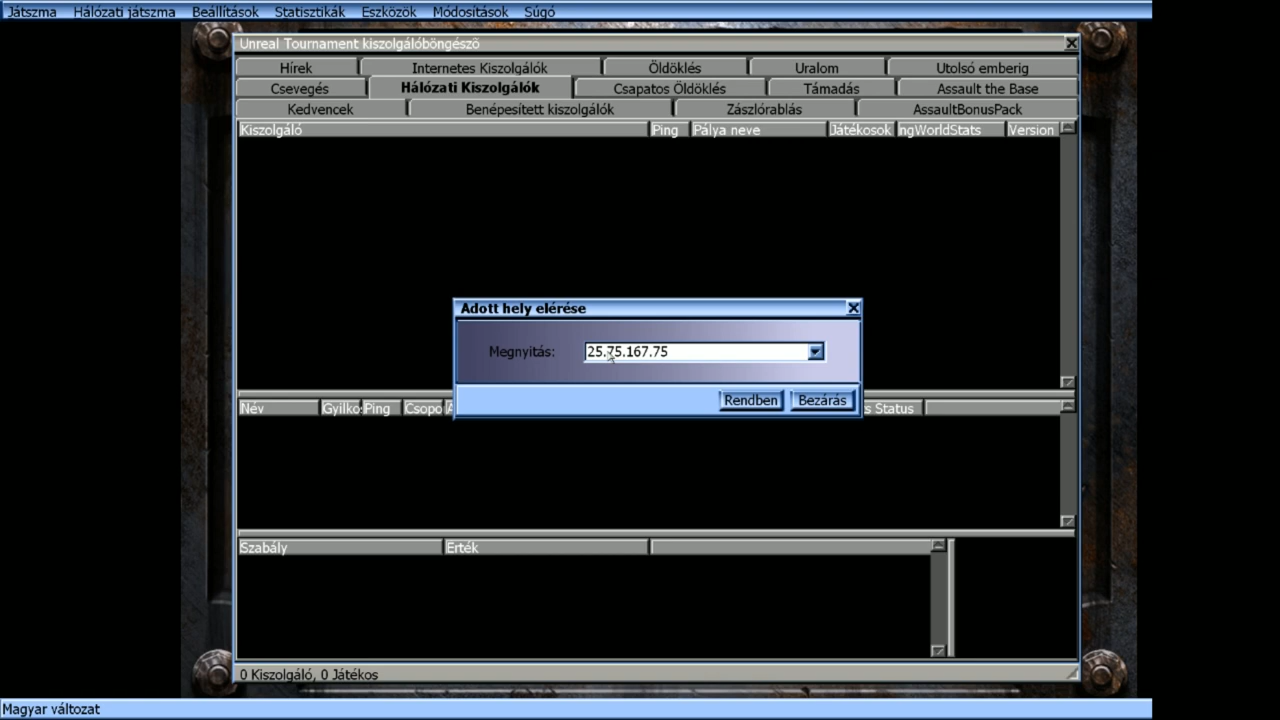 Játszma Hálózati játszma Beállítások Statisztikák Eszközök Módosítások Súgó
Unreal Tournament kiszolgálóböngésző
Hírek Internetes Kiszolgálók Öldöklés Uralom Utolsó emberig
Csevegés Hálózati Kiszolgálók Csapatos Öldöklés Támadás Assault the Base
Kedvencek Benépesített kiszolgálók Zászlórablás AssaultBonusPack
Kiszolgáló Ping Pálya neve Játékosok ngWorldStats Version
Adott hely elérése
Megnyitás: 25.75.167.75
Rendben Bezárás
Név Gyilko Ping Csopo s Status
Szabály Érték
0 Kiszolgáló, 0 Játékos
Magyar változat